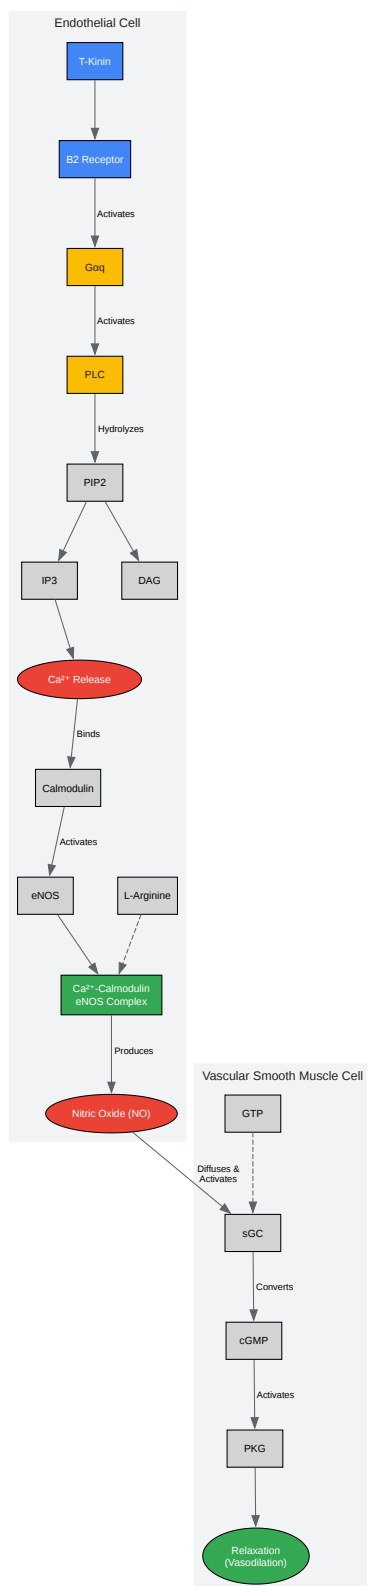 Endothelial Cell
T-Kinin
B2 Receptor
Activates
Gαq
Activates
PLC
Hydrolyzes
PIP2
IP3
DAG
Ca²⁺ Release
Binds
Calmodulin
Activates
eNOS
L-Arginine
Ca²⁺-Calmodulin
eNOS Complex
Produces
Nitric Oxide (NO)
Vascular Smooth Muscle Cell
GTP
Diffuses &
Activates
sGC
Converts
cGMP
Activates
PKG
Relaxation
(Vasodilation)